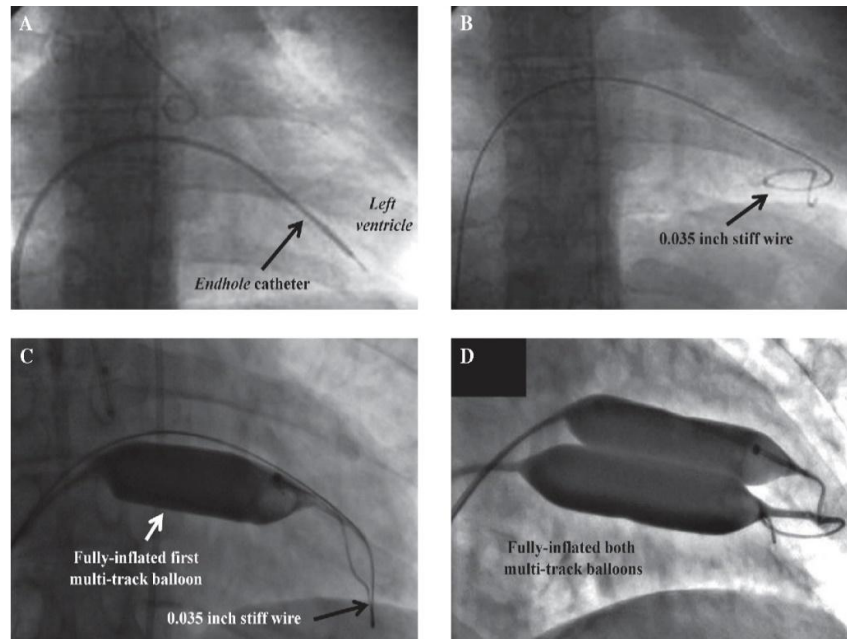 A
Left
ventricle
Endhole catheter
B
0.035 inch stiff wire
C
Fully-inflated first
multi-track balloon
0.035 inch stiff wire
D
Fully-inflated both
multi-track balloons